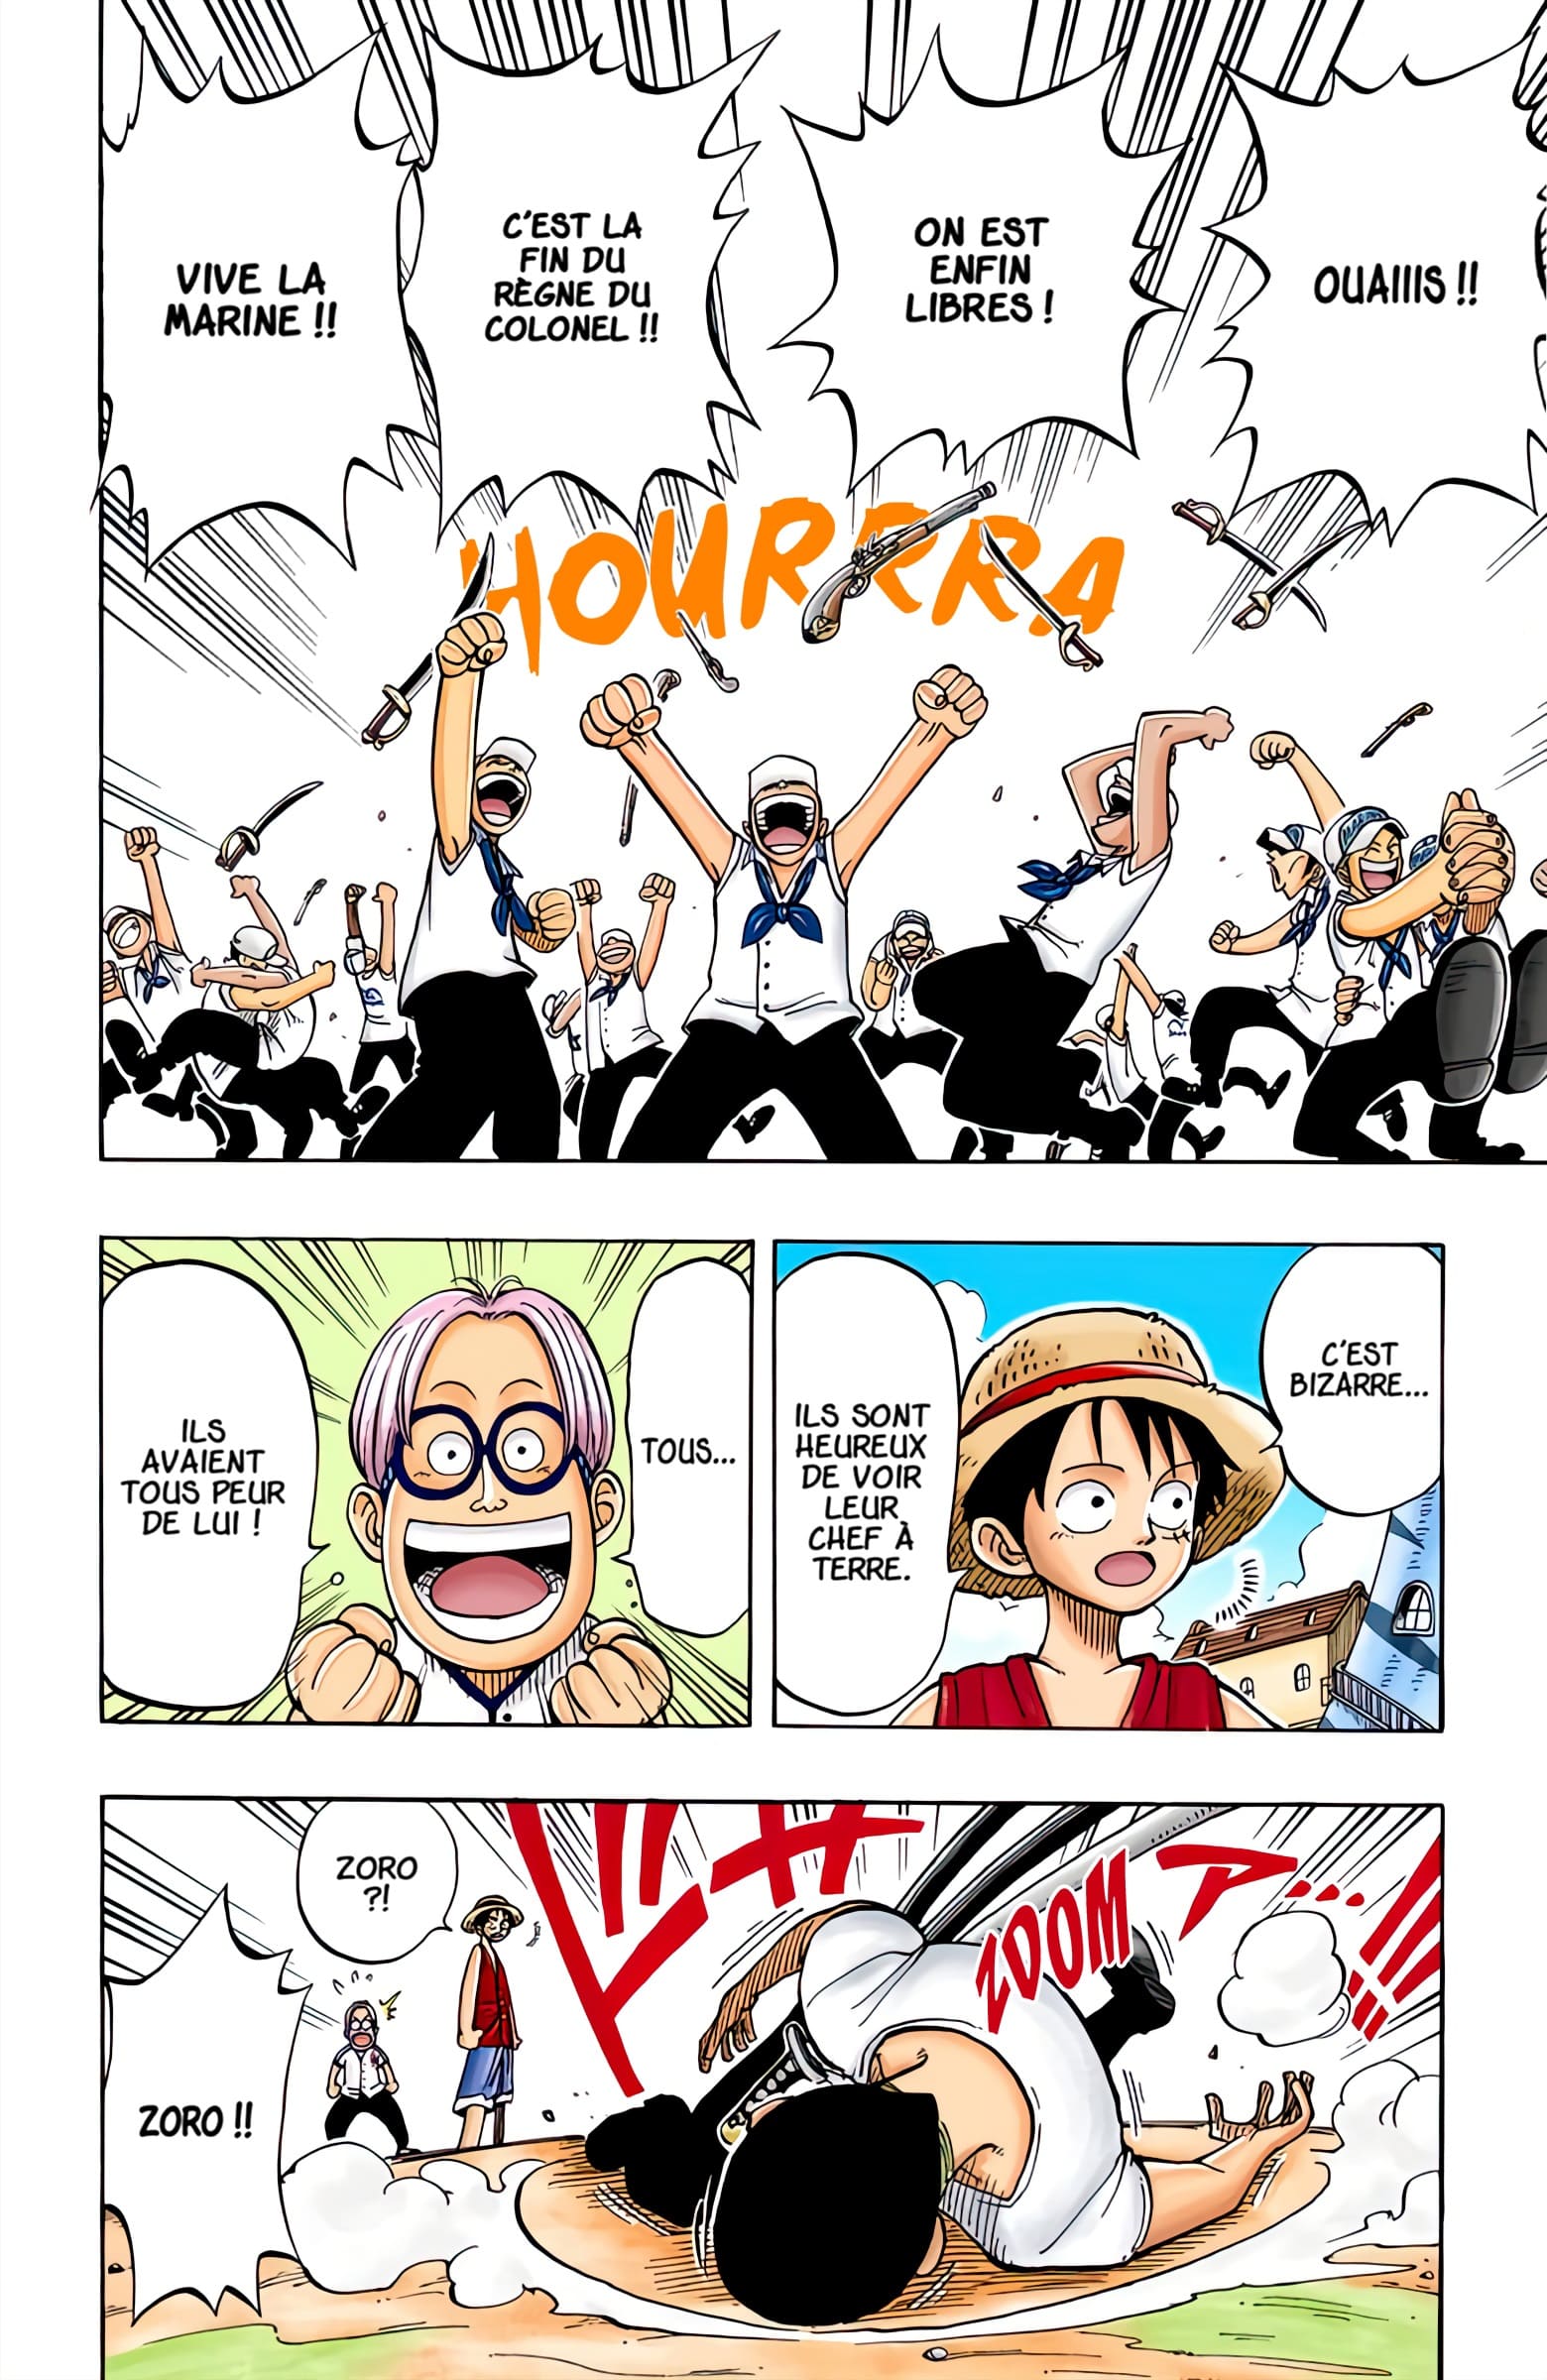 OUAIIIS !!
ON EST
ENFIN
LIBRES !
C'EST LA
FIN DU
RÈGNE DU
COLONEL !!
VIVE LA
MARINE !!
HOURRRA
C'EST
BIZARRE...
ILS SONT
HEUREUX
DE VOIR
LEUR
CHEF À
TERRE.
TOUS...
ILS
AVAIENT
TOUS PEUR
DE LUI !
ZOOM
ZORO
?!
ZORO !!